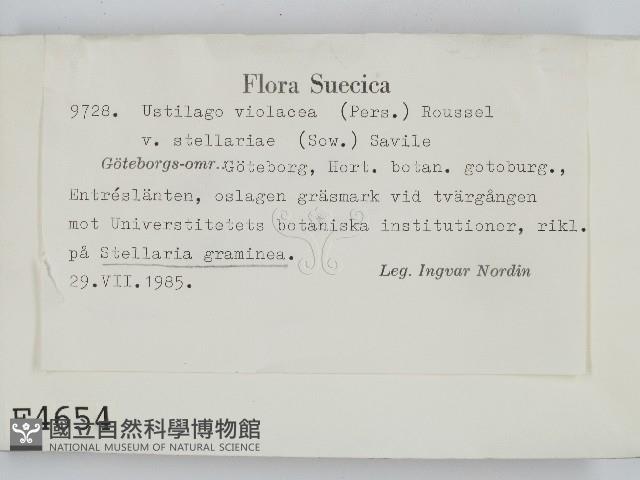 Flora Suecica
9728. Ustilago violacea (Pers.) Roussel
v. stellariae (Sow.) Savile
Göteborgs-omr.:Göteborg, Hort. botan. gotoburg.,
Entréslänten, oslagen gräsmark vid tvärgången
mot Universtitetets botaniska institutioner, rikl.
på Stellaria graminea.
Leg. Ingvar Nordin
29.VII.1985.
F4654
國立自然科學博物館
NATIONAL MUSEUM OF NATURAL SCIENCE